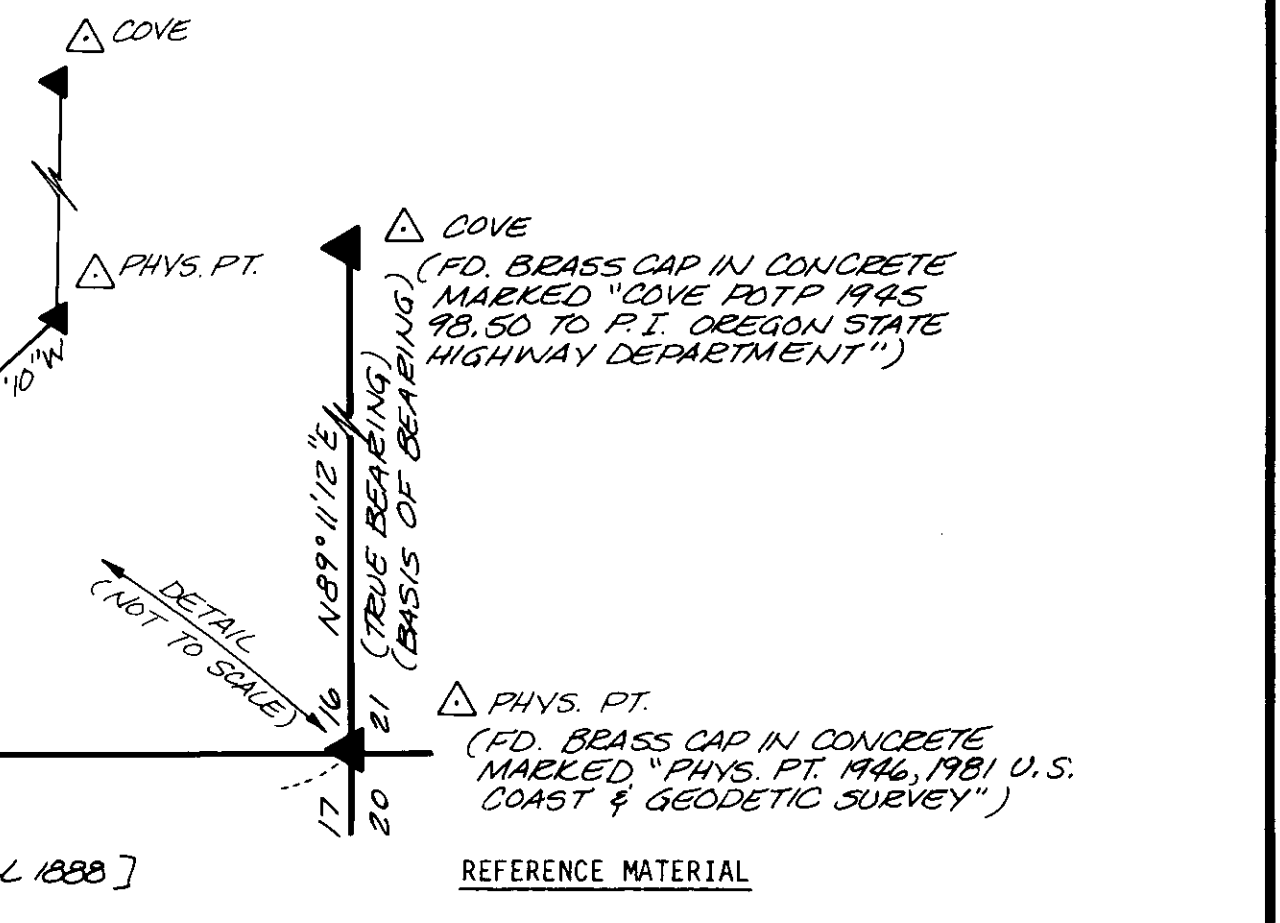 COVE
PHYS. PT.
'10"W
COVE
(FD. BRASS CAP IN CONCRETE
MARKED "COVE POTP 1945
98.50 TO P.I. OREGON STATE
HIGHWAY DEPARTMENT")
N89°11'12"E
(TRUE BEARING)
(BASIS OF BEARING)
DETAIL
(NOT TO SCALE)
16
21
PHYS. PT.
(FD. BRASS CAP IN CONCRETE
MARKED "PHYS. PT. 1946, 1981 U.S.
COAST & GEODETIC SURVEY")
17
20
L 1888]
REFERENCE MATERIAL